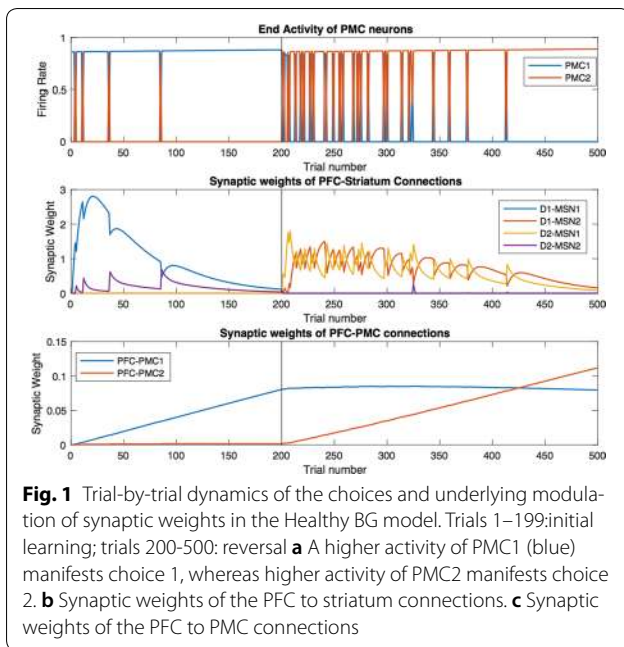 End Activity of PMC neurons
1
0.5
0
Firing Rate
PMC1
PMC2
0 50 100 150 200 250 300 350 400 450 500
Trial number
Synaptic weights of PFC-Striatum Connections
3
2
1
0
Synaptic Weight
D1-MSN1
D1-MSN2
D2-MSN1
D2-MSN2
0 50 100 150 200 250 300 350 400 450 500
Trial number
Synaptic weights of PFC-PMC connections
0.15
0.1
0.05
0
Synaptic Weight
PFC-PMC1
PFC-PMC2
0 50 100 150 200 250 300 350 400 450 500
Trial number
Fig. 1 Trial-by-trial dynamics of the choices and underlying modula-
tion of synaptic weights in the Healthy BG model. Trials 1–199:initial
learning; trials 200-500: reversal a A higher activity of PMC1 (blue)
manifests choice 1, whereas higher activity of PMC2 manifests choice
2. b Synaptic weights of the PFC to striatum connections. c Synaptic
weights of the PFC to PMC connections